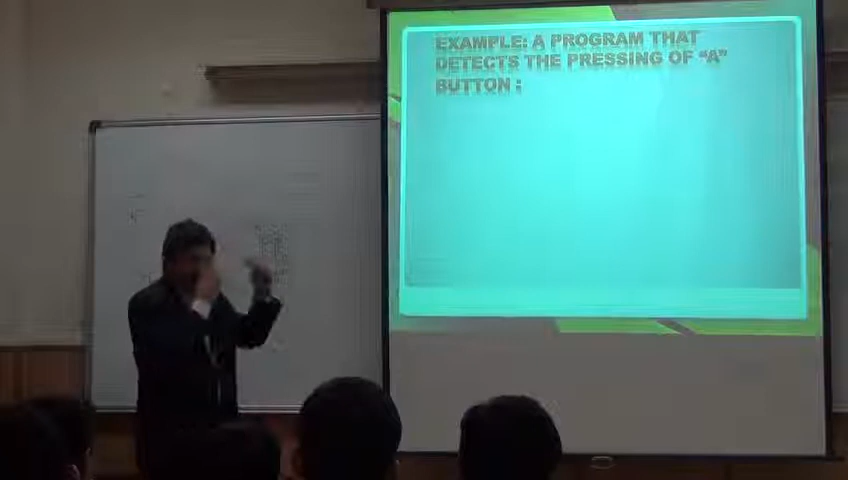 EXAMPLE: A PROGRAM THAT
DETECTS THE PRESSING OF “A”
BUTTON :